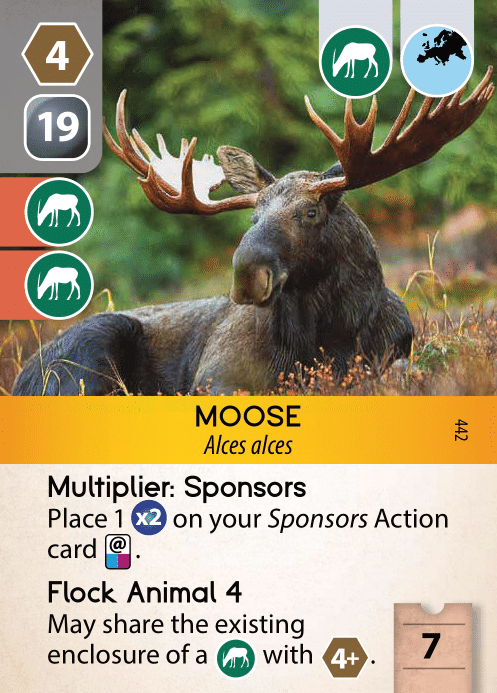 4
19
MOOSE
Alces alces
442
Multiplier: Sponsors
Place 1 x2 on your Sponsors Action
card @ .
Flock Animal 4
May share the existing
enclosure of a with 4+ .
7